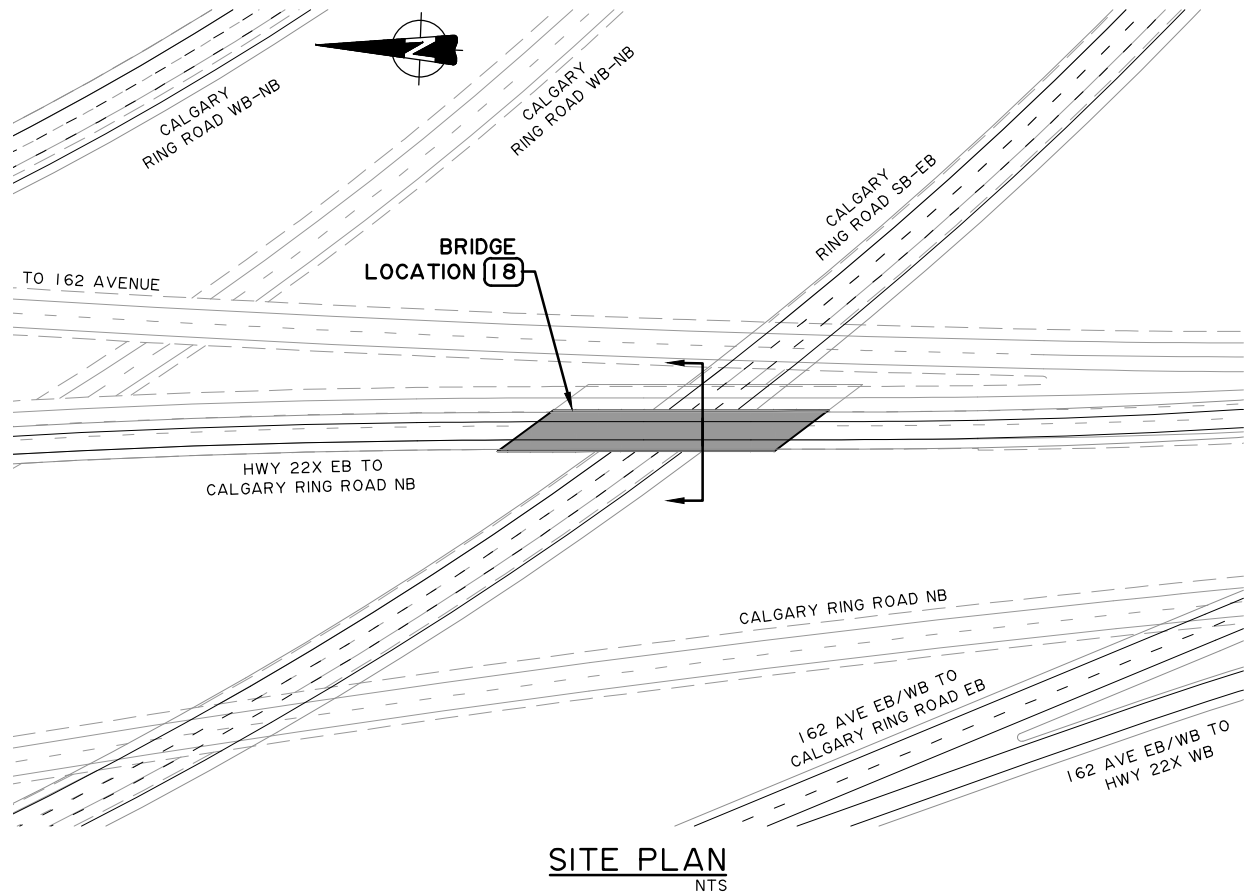 N
CALGARY
RING ROAD WB-NB
CALGARY
RING ROAD WB-NB
CALGARY
RING ROAD SB-EB
BRIDGE
LOCATION 18
TO 162 AVENUE
HWY 22X EB TO
CALGARY RING ROAD NB
CALGARY RING ROAD NB
162 AVE EB/WB TO
CALGARY RING ROAD EB
162 AVE EB/WB TO
HWY 22X WB
SITE PLAN
NTS